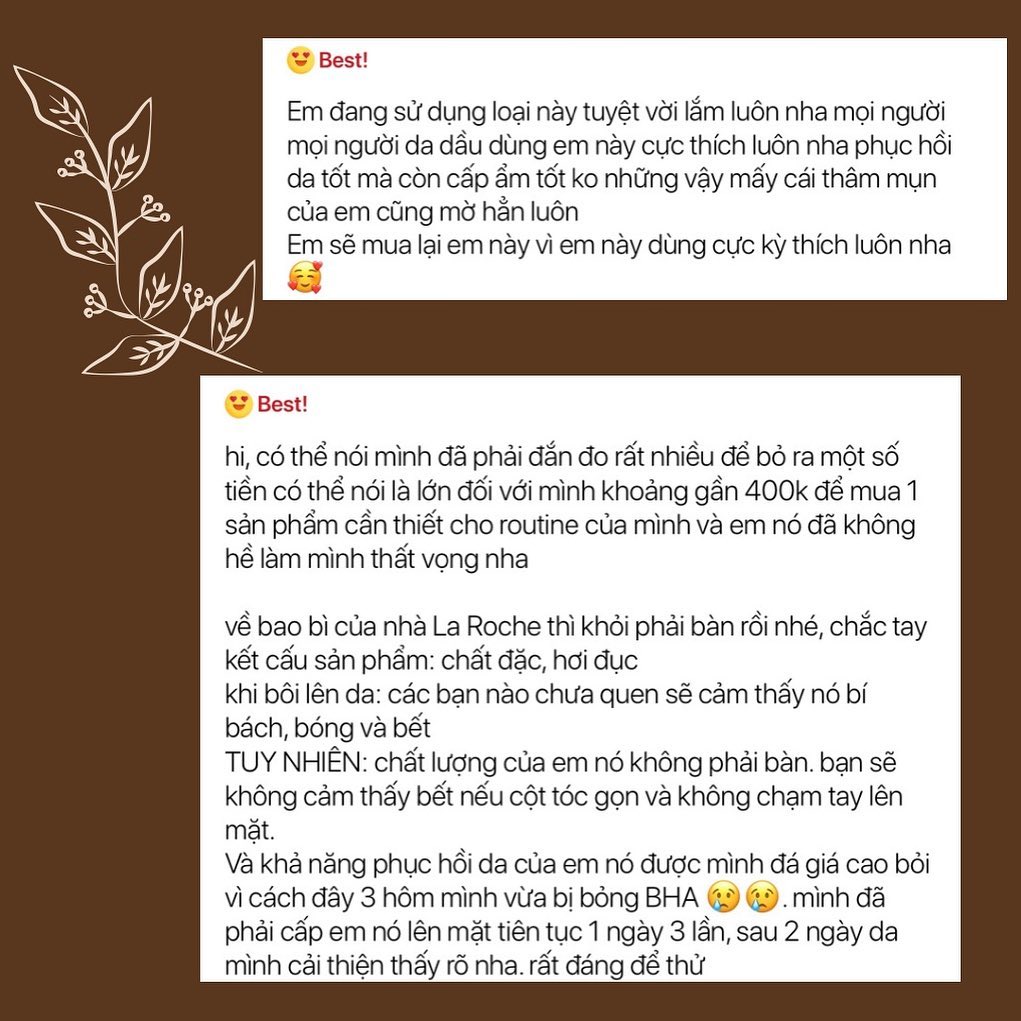 😍 Best!
Em đang sử dụng loại này tuyệt vời lắm luôn nha mọi người
mọi người da dầu dùng em này cực thích luôn nha phục hồi
da tốt mà còn cấp ẩm tốt ko những vậy mấy cái thâm mụn
của em cũng mờ hẳn luôn
Em sẽ mua lại em này vì em này dùng cực kỳ thích luôn nha
🥰
😍 Best!
hi, có thể nói mình đã phải đắn đo rất nhiều để bỏ ra một số
tiền có thể nói là lớn đối với mình khoảng gần 400k để mua 1
sản phẩm cần thiết cho routine của mình và em nó đã không
hề làm mình thất vọng nha
về bao bì của nhà La Roche thì khỏi phải bàn rồi nhé, chắc tay
kết cấu sản phẩm: chất đặc, hơi đục
khi bôi lên da: các bạn nào chưa quen sẽ cảm thấy nó bí
bách, bóng và bết
TUY NHIÊN: chất lượng của em nó không phải bàn. bạn sẽ
không cảm thấy bết nếu cột tóc gọn và không chạm tay lên
mặt.
Và khả năng phục hồi da của em nó được mình đá giá cao bỏi
vì cách đây 3 hôm mình vừa bị bỏng BHA 😢😢. mình đã
phải cấp em nó lên mặt tiên tục 1 ngày 3 lần, sau 2 ngày da
mình cải thiện thấy rõ nha. rất đáng để thử